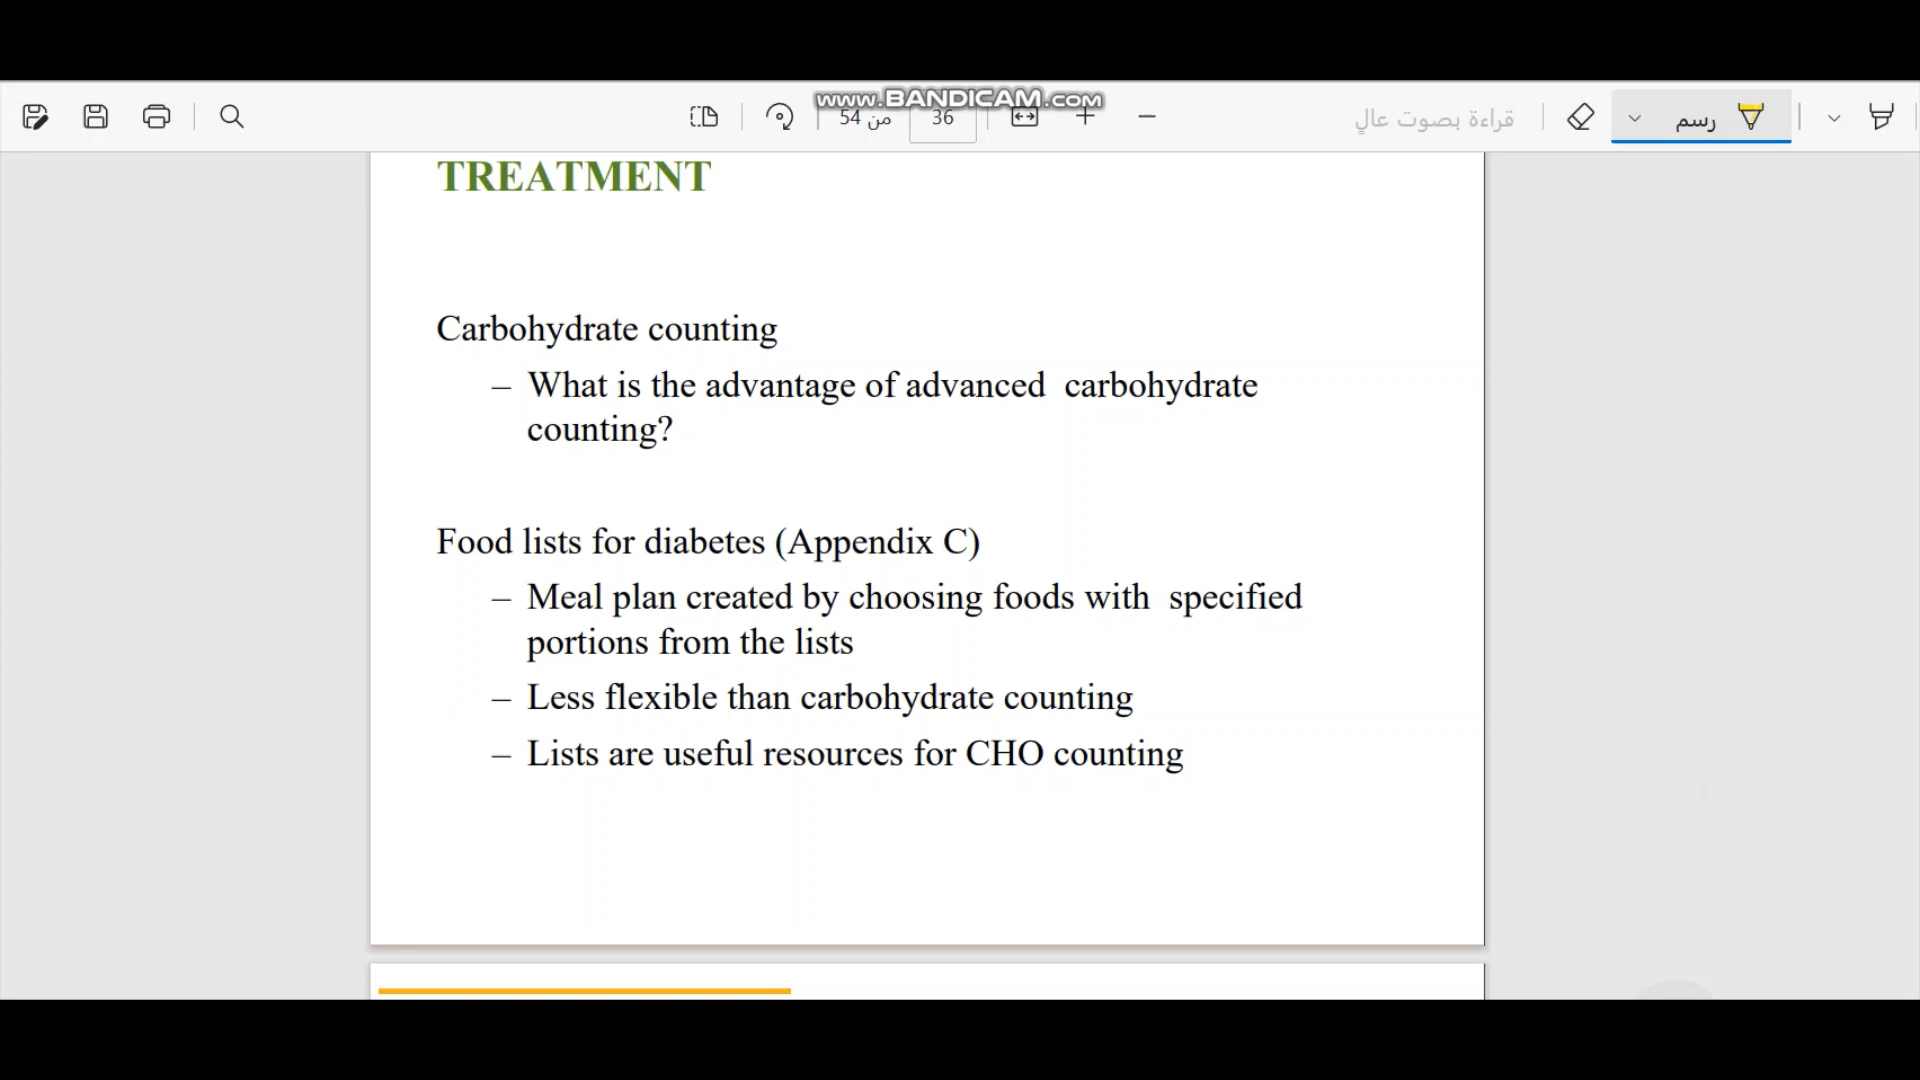 www.BANDICAM.com
36 من 54
قراءة بصوت عالٍ
رسم
TREATMENT
Carbohydrate counting
– What is the advantage of advanced carbohydrate
counting?
Food lists for diabetes (Appendix C)
– Meal plan created by choosing foods with specified
portions from the lists
– Less flexible than carbohydrate counting
– Lists are useful resources for CHO counting